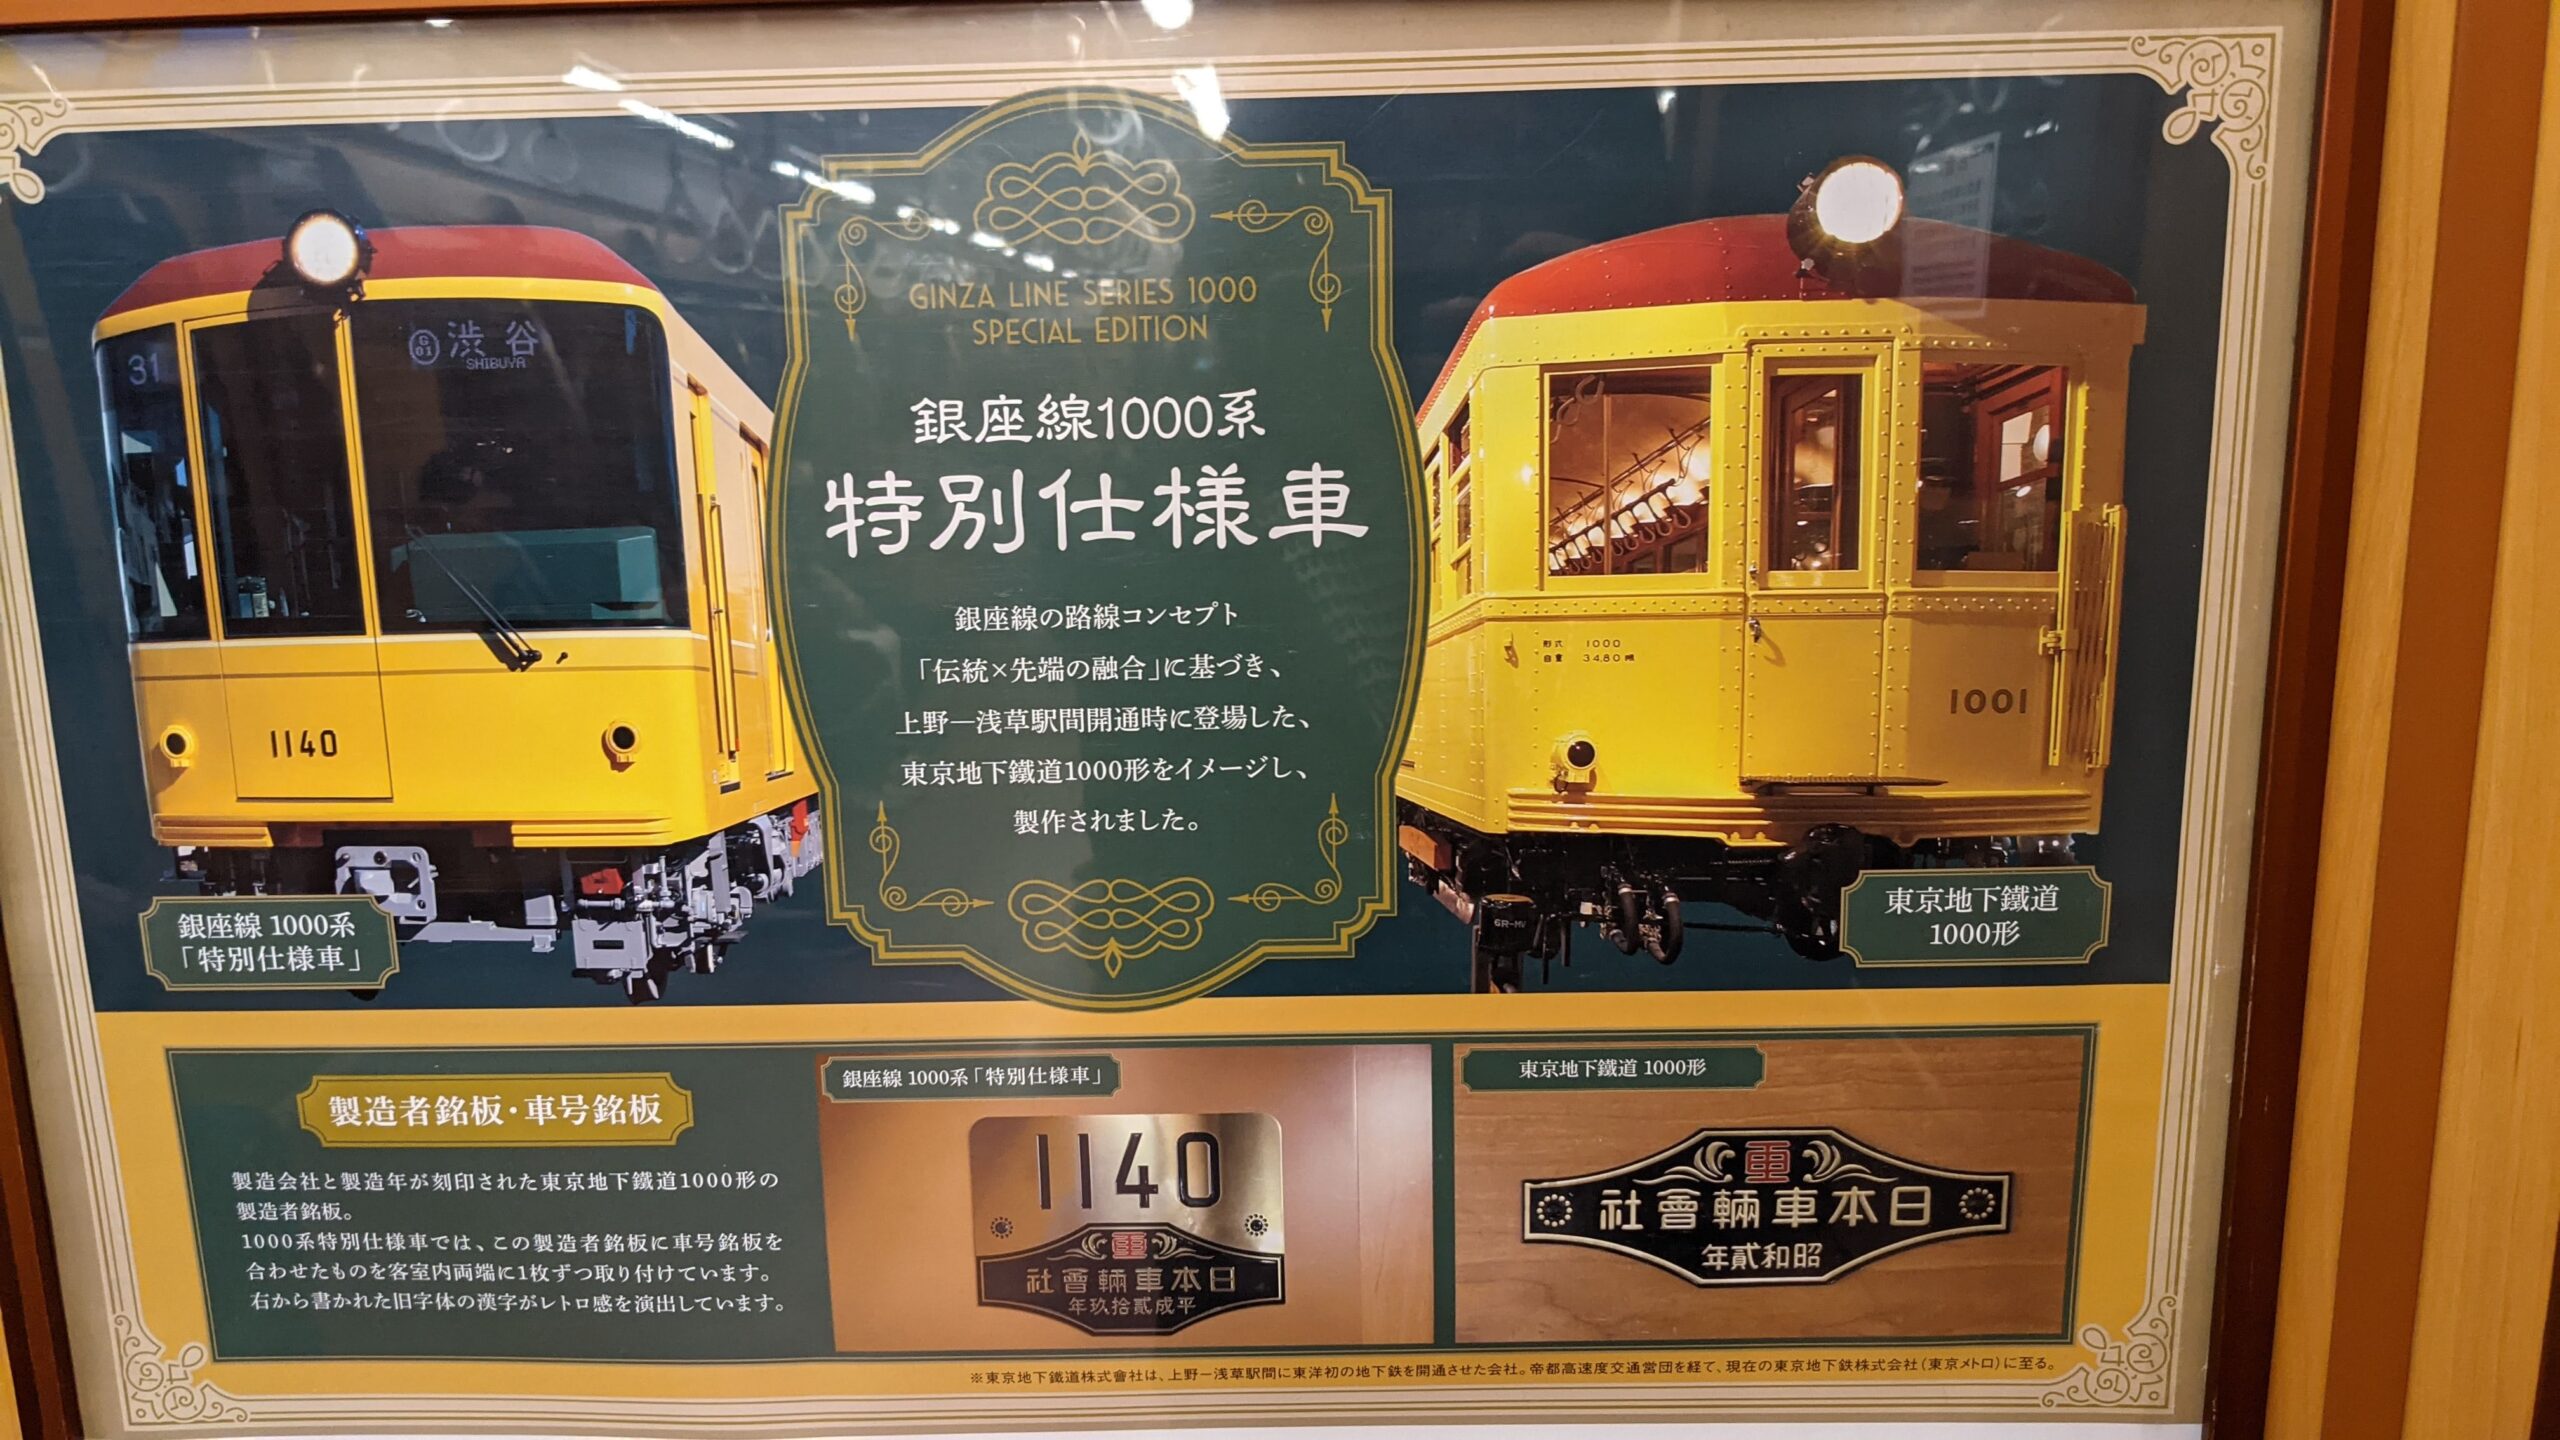 GINZA LINE SERIES 1000
SPECIAL EDITION
銀座線1000系
特別仕様車
銀座線の路線コンセプト
「伝統×先端の融合」に基づき、
上野―浅草駅間開通時に登場した、
東京地下鐵道1000形をイメージし、
製作されました。
31
G 01 渋谷
SHIBUYA
1140
銀座線 1000系
「特別仕様車」
形式 1000
自重 34.80
1001
6R-MV
東京地下鐵道
1000形
製造者銘板・車号銘板
製造会社と製造年が刻印された東京地下鐵道1000形の
製造者銘板。
1000系特別仕様車では、この製造者銘板に車号銘板を
合わせたものを客室内両端に1枚ずつ取り付けています。
右から書かれた旧字体の漢字がレトロ感を演出しています。
銀座線 1000系「特別仕様車」
1140
社會輛車本日
年玖拾貳成平
東京地下鐵道 1000形
社會輛車本日
年貳和昭
※東京地下鐵道株式會社は、上野―浅草駅間に東洋初の地下鉄を開通させた会社。帝都高速度交通営団を経て、現在の東京地下鉄株式会社（東京メトロ）に至る。